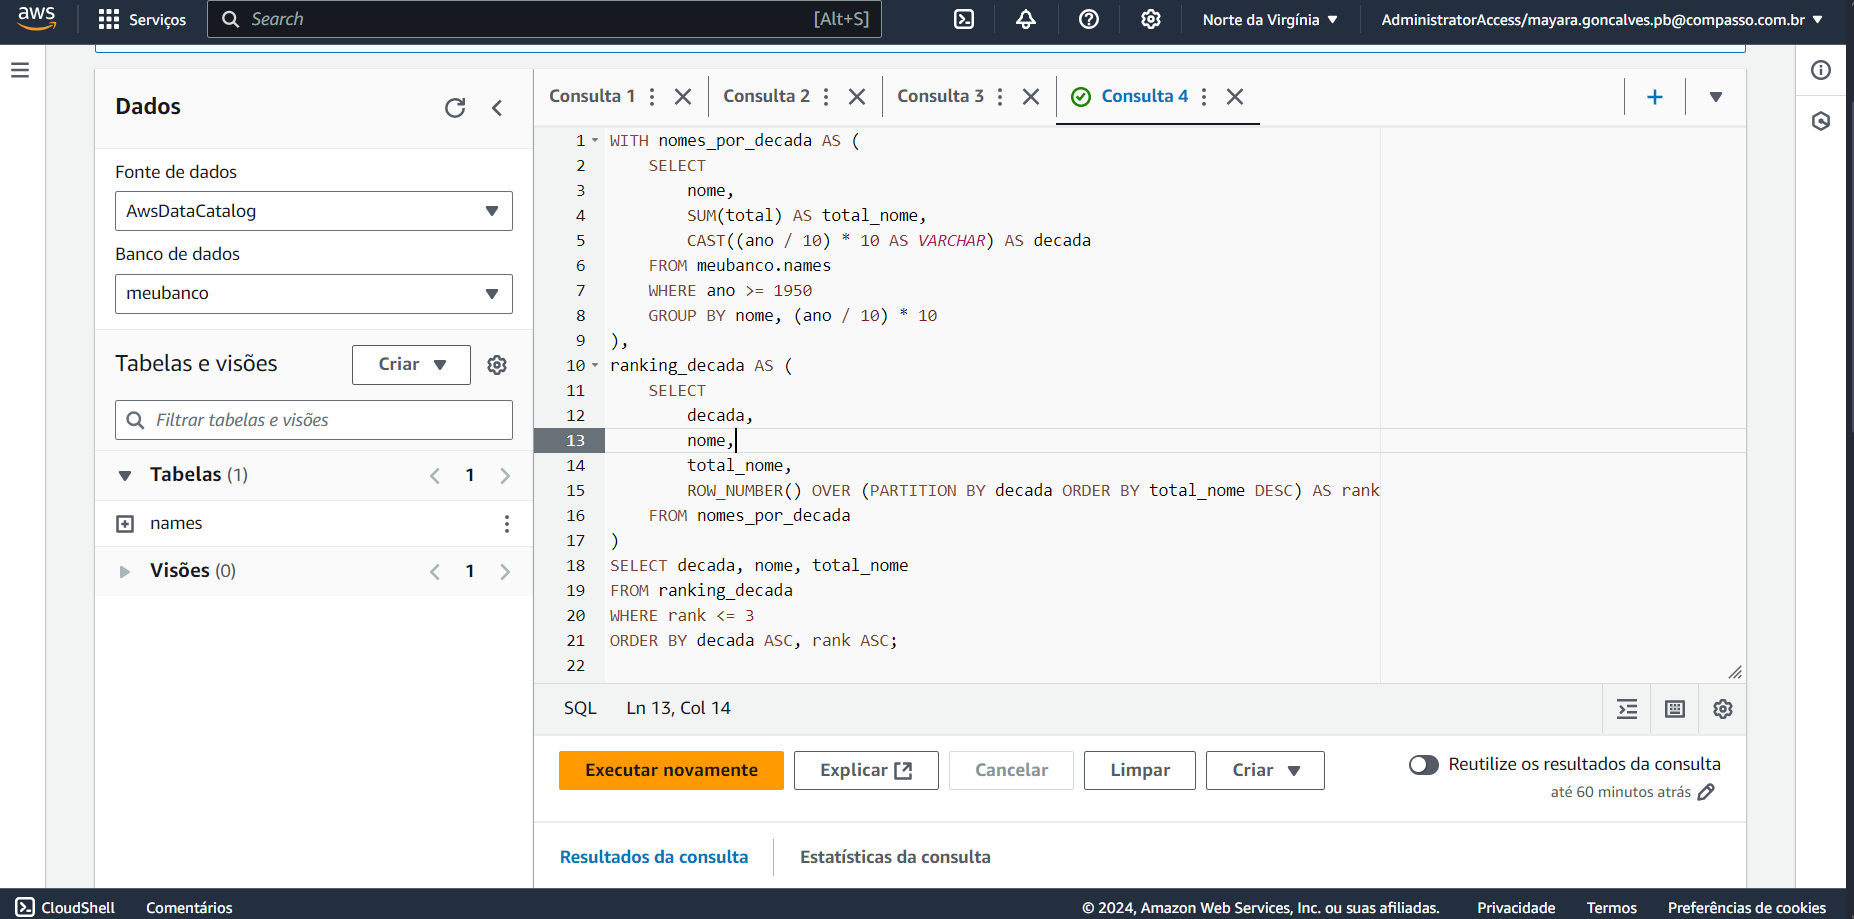 aws
Serviços
Search
[Alt+S]
Norte da Virgínia
AdministratorAccess/mayara.goncalves.pb@compasso.com.br
Dados
Fonte de dados
AwsDataCatalog
Banco de dados
meubanco
Tabelas e visões
Criar
Filtrar tabelas e visões
Tabelas (1)
1
names
Visões (0)
1
Consulta 1
Consulta 2
Consulta 3
Consulta 4
1 WITH nomes_por_decada AS (
2 SELECT
3 nome,
4 SUM(total) AS total_nome,
5 CAST((ano / 10) * 10 AS VARCHAR) AS decada
6 FROM meubanco.names
7 WHERE ano >= 1950
8 GROUP BY nome, (ano / 10) * 10
9 ),
10 ranking_decada AS (
11 SELECT
12 decada,
13 nome,
14 total_nome,
15 ROW_NUMBER() OVER (PARTITION BY decada ORDER BY total_nome DESC) AS rank
16 FROM nomes_por_decada
17 )
18 SELECT decada, nome, total_nome
19 FROM ranking_decada
20 WHERE rank <= 3
21 ORDER BY decada ASC, rank ASC;
22
SQL
Ln 13, Col 14
Executar novamente
Explicar
Cancelar
Limpar
Criar
Reutilize os resultados da consulta
até 60 minutos atrás
Resultados da consulta
Estatísticas da consulta
CloudShell
Comentários
© 2024, Amazon Web Services, Inc. ou suas afiliadas.
Privacidade
Termos
Preferências de cookies